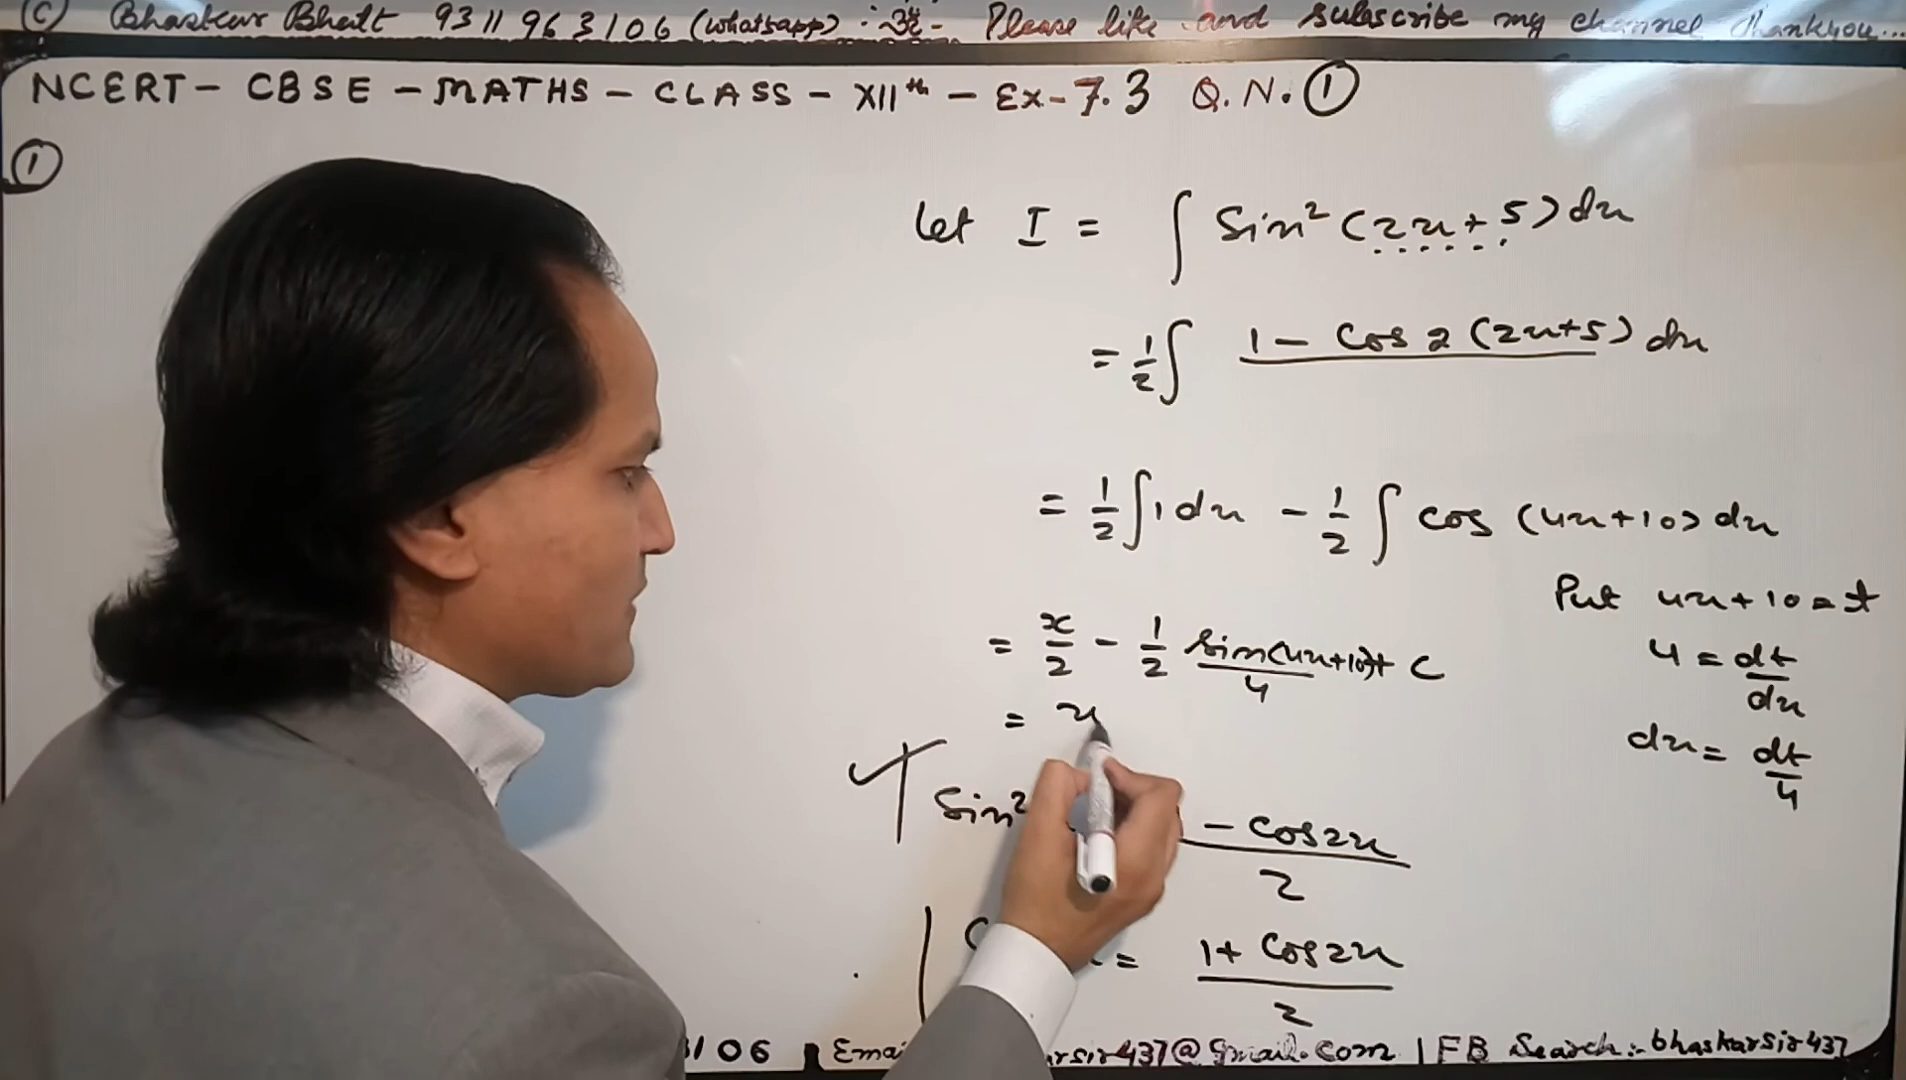 (C) Bhaskar Bhatt 9311963106 (whatsapp) :- Please like and subscribe my channel thankyou...
NCERT - CBSE - MATHS - CLASS - XIIth - Ex-7.3 Q.N. ①
①
let I = ∫ Sin² (2x+5) dx
= 1/2 ∫ 1 - Cos 2 (2x+5) dx
= 1/2 ∫ 1 dx - 1/2 ∫ cos (4x+10) dx
Put 4x+10 = t
4 = dt/dx
dx = dt/4
= x/2 - 1/2 sin(4x+10)/4 + C
= x
Sin² - cos2x / 2
= 1 + Cos2x / 2
3106 | Emai rsir437@gmail.com | FB Search:- bhaskarsir437